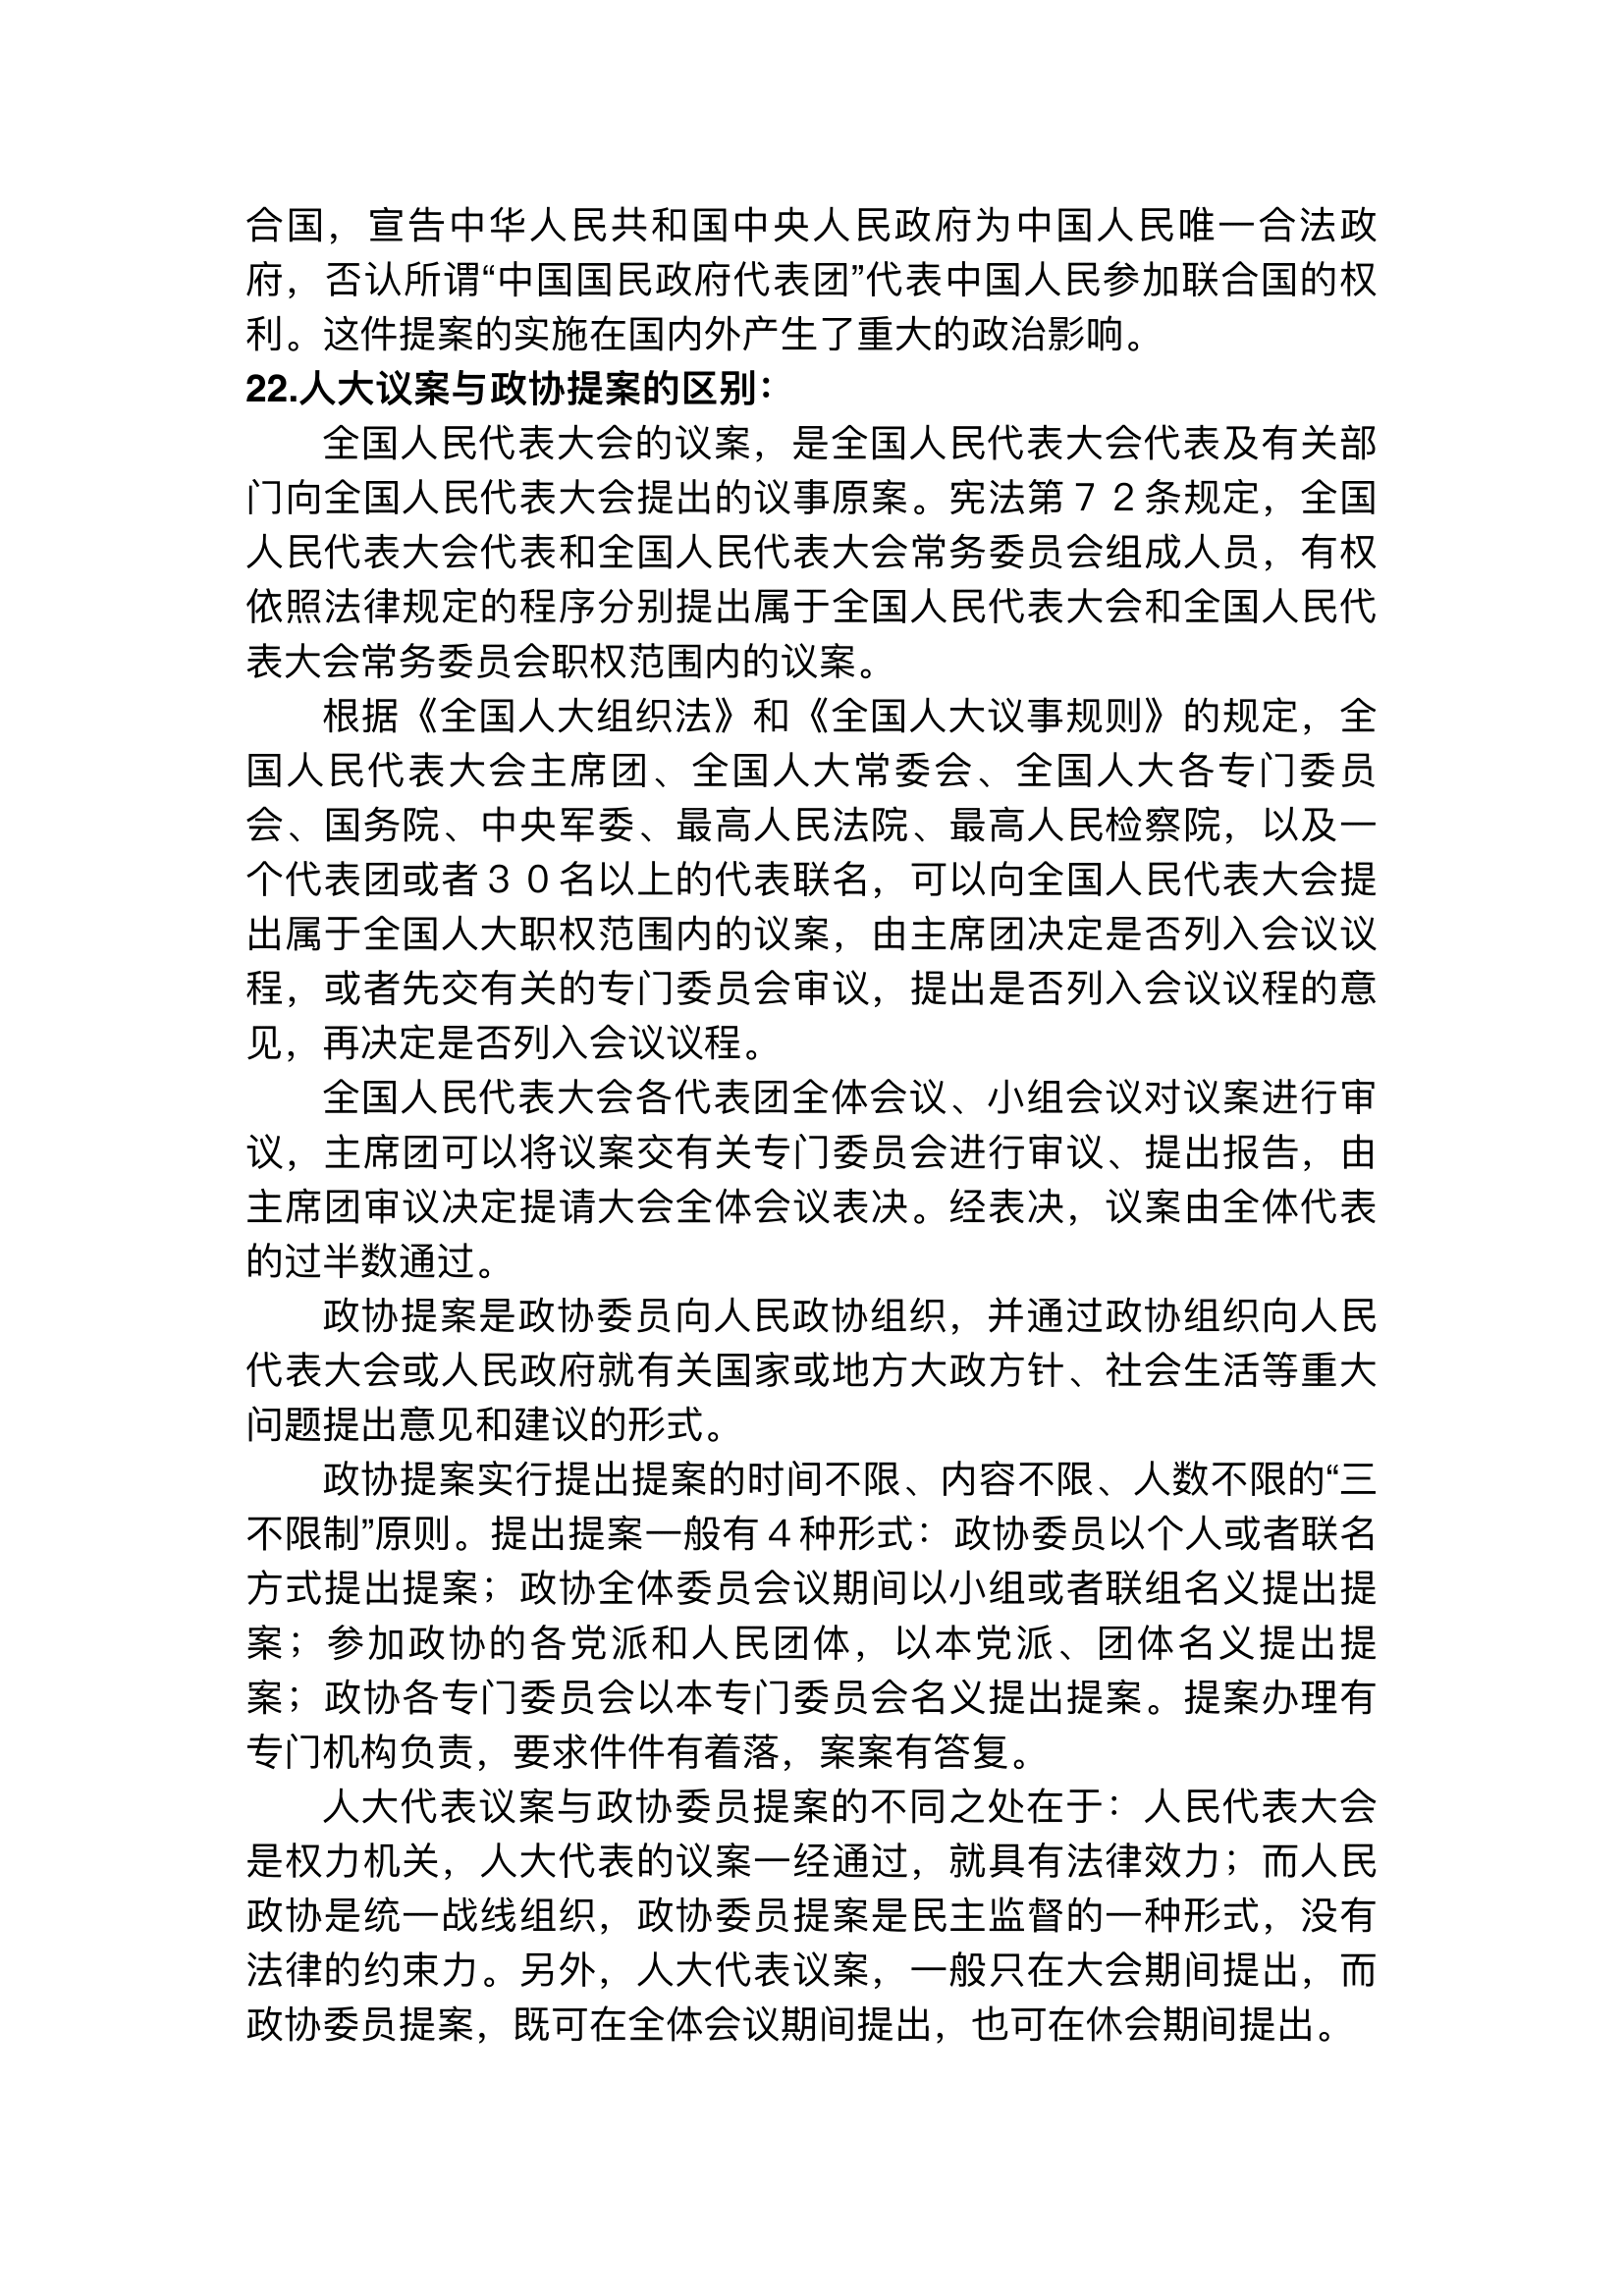 合国，宣告中华人民共和国中央人民政府为中国人民唯一合法政
府，否认所谓“中国国民政府代表团”代表中国人民参加联合国的权
利。这件提案的实施在国内外产生了重大的政治影响。
22.人大议案与政协提案的区别：
全国人民代表大会的议案，是全国人民代表大会代表及有关部
门向全国人民代表大会提出的议事原案。宪法第７２条规定，全国
人民代表大会代表和全国人民代表大会常务委员会组成人员，有权
依照法律规定的程序分别提出属于全国人民代表大会和全国人民代
表大会常务委员会职权范围内的议案。
根据《全国人大组织法》和《全国人大议事规则》的规定，全
国人民代表大会主席团、全国人大常委会、全国人大各专门委员
会、国务院、中央军委、最高人民法院、最高人民检察院，以及一
个代表团或者３０名以上的代表联名，可以向全国人民代表大会提
出属于全国人大职权范围内的议案，由主席团决定是否列入会议议
程，或者先交有关的专门委员会审议，提出是否列入会议议程的意
见，再决定是否列入会议议程。
全国人民代表大会各代表团全体会议、小组会议对议案进行审
议，主席团可以将议案交有关专门委员会进行审议、提出报告，由
主席团审议决定提请大会全体会议表决。经表决，议案由全体代表
的过半数通过。
政协提案是政协委员向人民政协组织，并通过政协组织向人民
代表大会或人民政府就有关国家或地方大政方针、社会生活等重大
问题提出意见和建议的形式。
政协提案实行提出提案的时间不限、内容不限、人数不限的“三
不限制”原则。提出提案一般有４种形式：政协委员以个人或者联名
方式提出提案；政协全体委员会议期间以小组或者联组名义提出提
案；参加政协的各党派和人民团体，以本党派、团体名义提出提
案；政协各专门委员会以本专门委员会名义提出提案。提案办理有
专门机构负责，要求件件有着落，案案有答复。
人大代表议案与政协委员提案的不同之处在于：人民代表大会
是权力机关，人大代表的议案一经通过，就具有法律效力；而人民
政协是统一战线组织，政协委员提案是民主监督的一种形式，没有
法律的约束力。另外，人大代表议案，一般只在大会期间提出，而
政协委员提案，既可在全体会议期间提出，也可在休会期间提出。